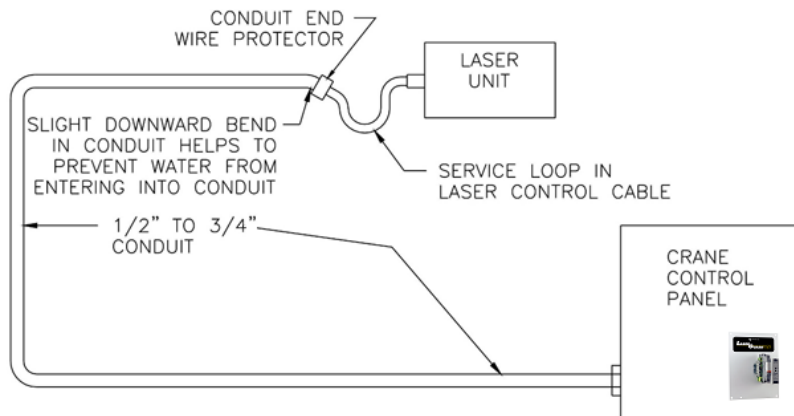 CONDUIT END
WIRE PROTECTOR
LASER
UNIT
SLIGHT DOWNWARD BEND
IN CONDUIT HELPS TO
PREVENT WATER FROM
ENTERING INTO CONDUIT
SERVICE LOOP IN
LASER CONTROL CABLE
1/2" TO 3/4"
CONDUIT
CRANE
CONTROL
PANEL